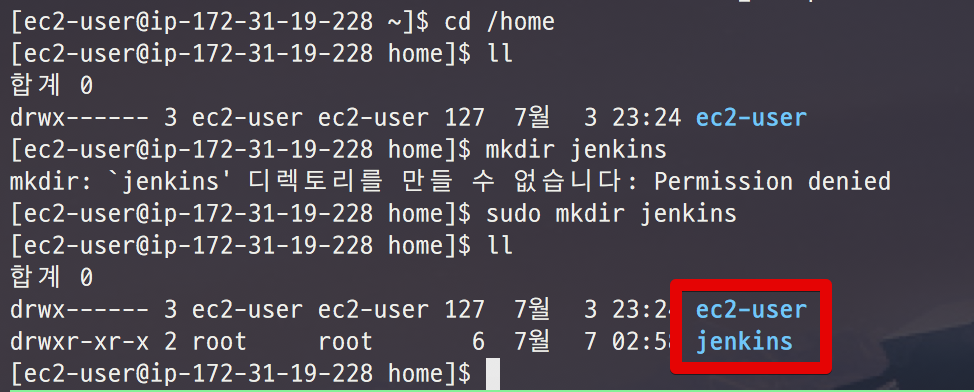 [ec2-user@ip-172-31-19-228 ~]$ cd /home
[ec2-user@ip-172-31-19-228 home]$ ll
합계 0
drwx------ 3 ec2-user ec2-user 127  7월  3 23:24 ec2-user
[ec2-user@ip-172-31-19-228 home]$ mkdir jenkins
mkdir: `jenkins' 디렉토리를 만들 수 없습니다: Permission denied
[ec2-user@ip-172-31-19-228 home]$ sudo mkdir jenkins
[ec2-user@ip-172-31-19-228 home]$ ll
합계 0
drwx------ 3 ec2-user ec2-user 127  7월  3 23:24 ec2-user
drwxr-xr-x 2 root     root       6  7월  7 02:58 jenkins
[ec2-user@ip-172-31-19-228 home]$